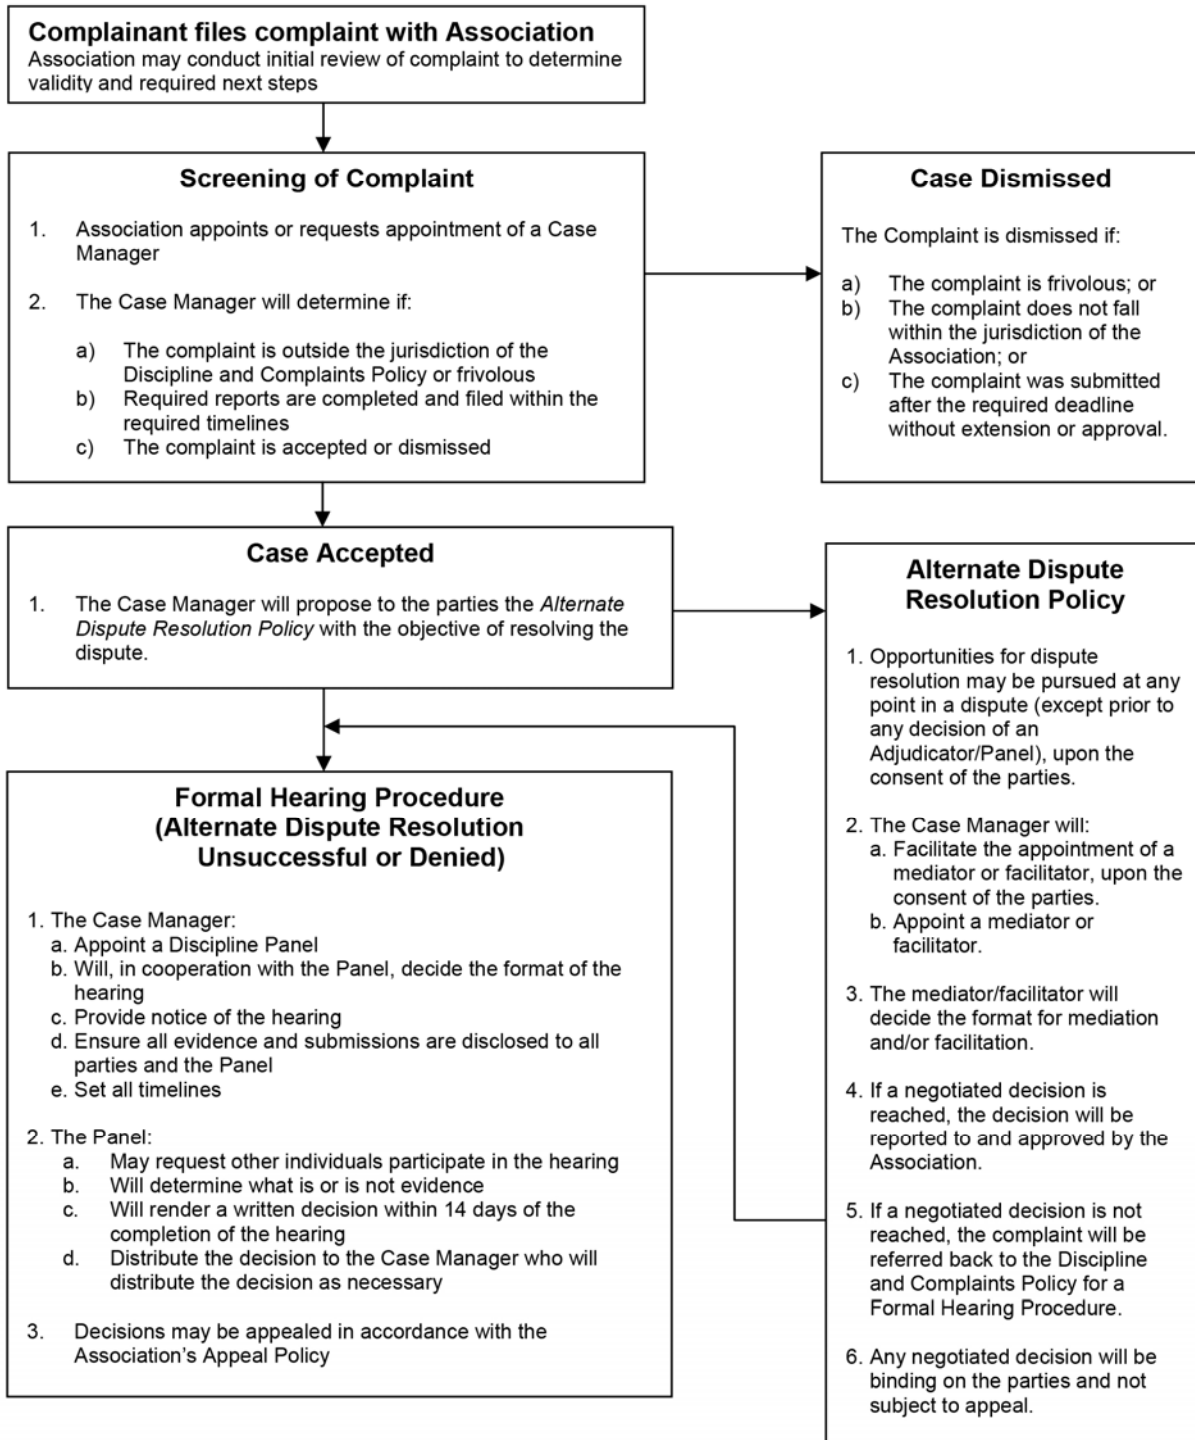 Complainant files complaint with Association
Association may conduct initial review of complaint to determine
validity and required next steps
Screening of Complaint
1. Association appoints or requests appointment of a Case
Manager
2. The Case Manager will determine if:
a) The complaint is outside the jurisdiction of the
Discipline and Complaints Policy or frivolous
b) Required reports are completed and filed within the
required timelines
c) The complaint is accepted or dismissed
Case Dismissed
The Complaint is dismissed if:
a) The complaint is frivolous; or
b) The complaint does not fall
within the jurisdiction of the
Association; or
c) The complaint was submitted
after the required deadline
without extension or approval.
Case Accepted
1. The Case Manager will propose to the parties the Alternate
Dispute Resolution Policy with the objective of resolving the
dispute.
Alternate Dispute
Resolution Policy
1. Opportunities for dispute
resolution may be pursued at any
point in a dispute (except prior to
any decision of an
Adjudicator/Panel), upon the
consent of the parties.
2. The Case Manager will:
a. Facilitate the appointment of a
mediator or facilitator, upon the
consent of the parties.
b. Appoint a mediator or
facilitator.
3. The mediator/facilitator will
decide the format for mediation
and/or facilitation.
4. If a negotiated decision is
reached, the decision will be
reported to and approved by the
Association.
5. If a negotiated decision is not
reached, the complaint will be
referred back to the Discipline
and Complaints Policy for a
Formal Hearing Procedure.
6. Any negotiated decision will be
binding on the parties and not
subject to appeal.
Formal Hearing Procedure
(Alternate Dispute Resolution
Unsuccessful or Denied)
1. The Case Manager:
a. Appoint a Discipline Panel
b. Will, in cooperation with the Panel, decide the format of the
hearing
c. Provide notice of the hearing
d. Ensure all evidence and submissions are disclosed to all
parties and the Panel
e. Set all timelines
2. The Panel:
a. May request other individuals participate in the hearing
b. Will determine what is or is not evidence
c. Will render a written decision within 14 days of the
completion of the hearing
d. Distribute the decision to the Case Manager who will
distribute the decision as necessary
3. Decisions may be appealed in accordance with the
Association's Appeal Policy